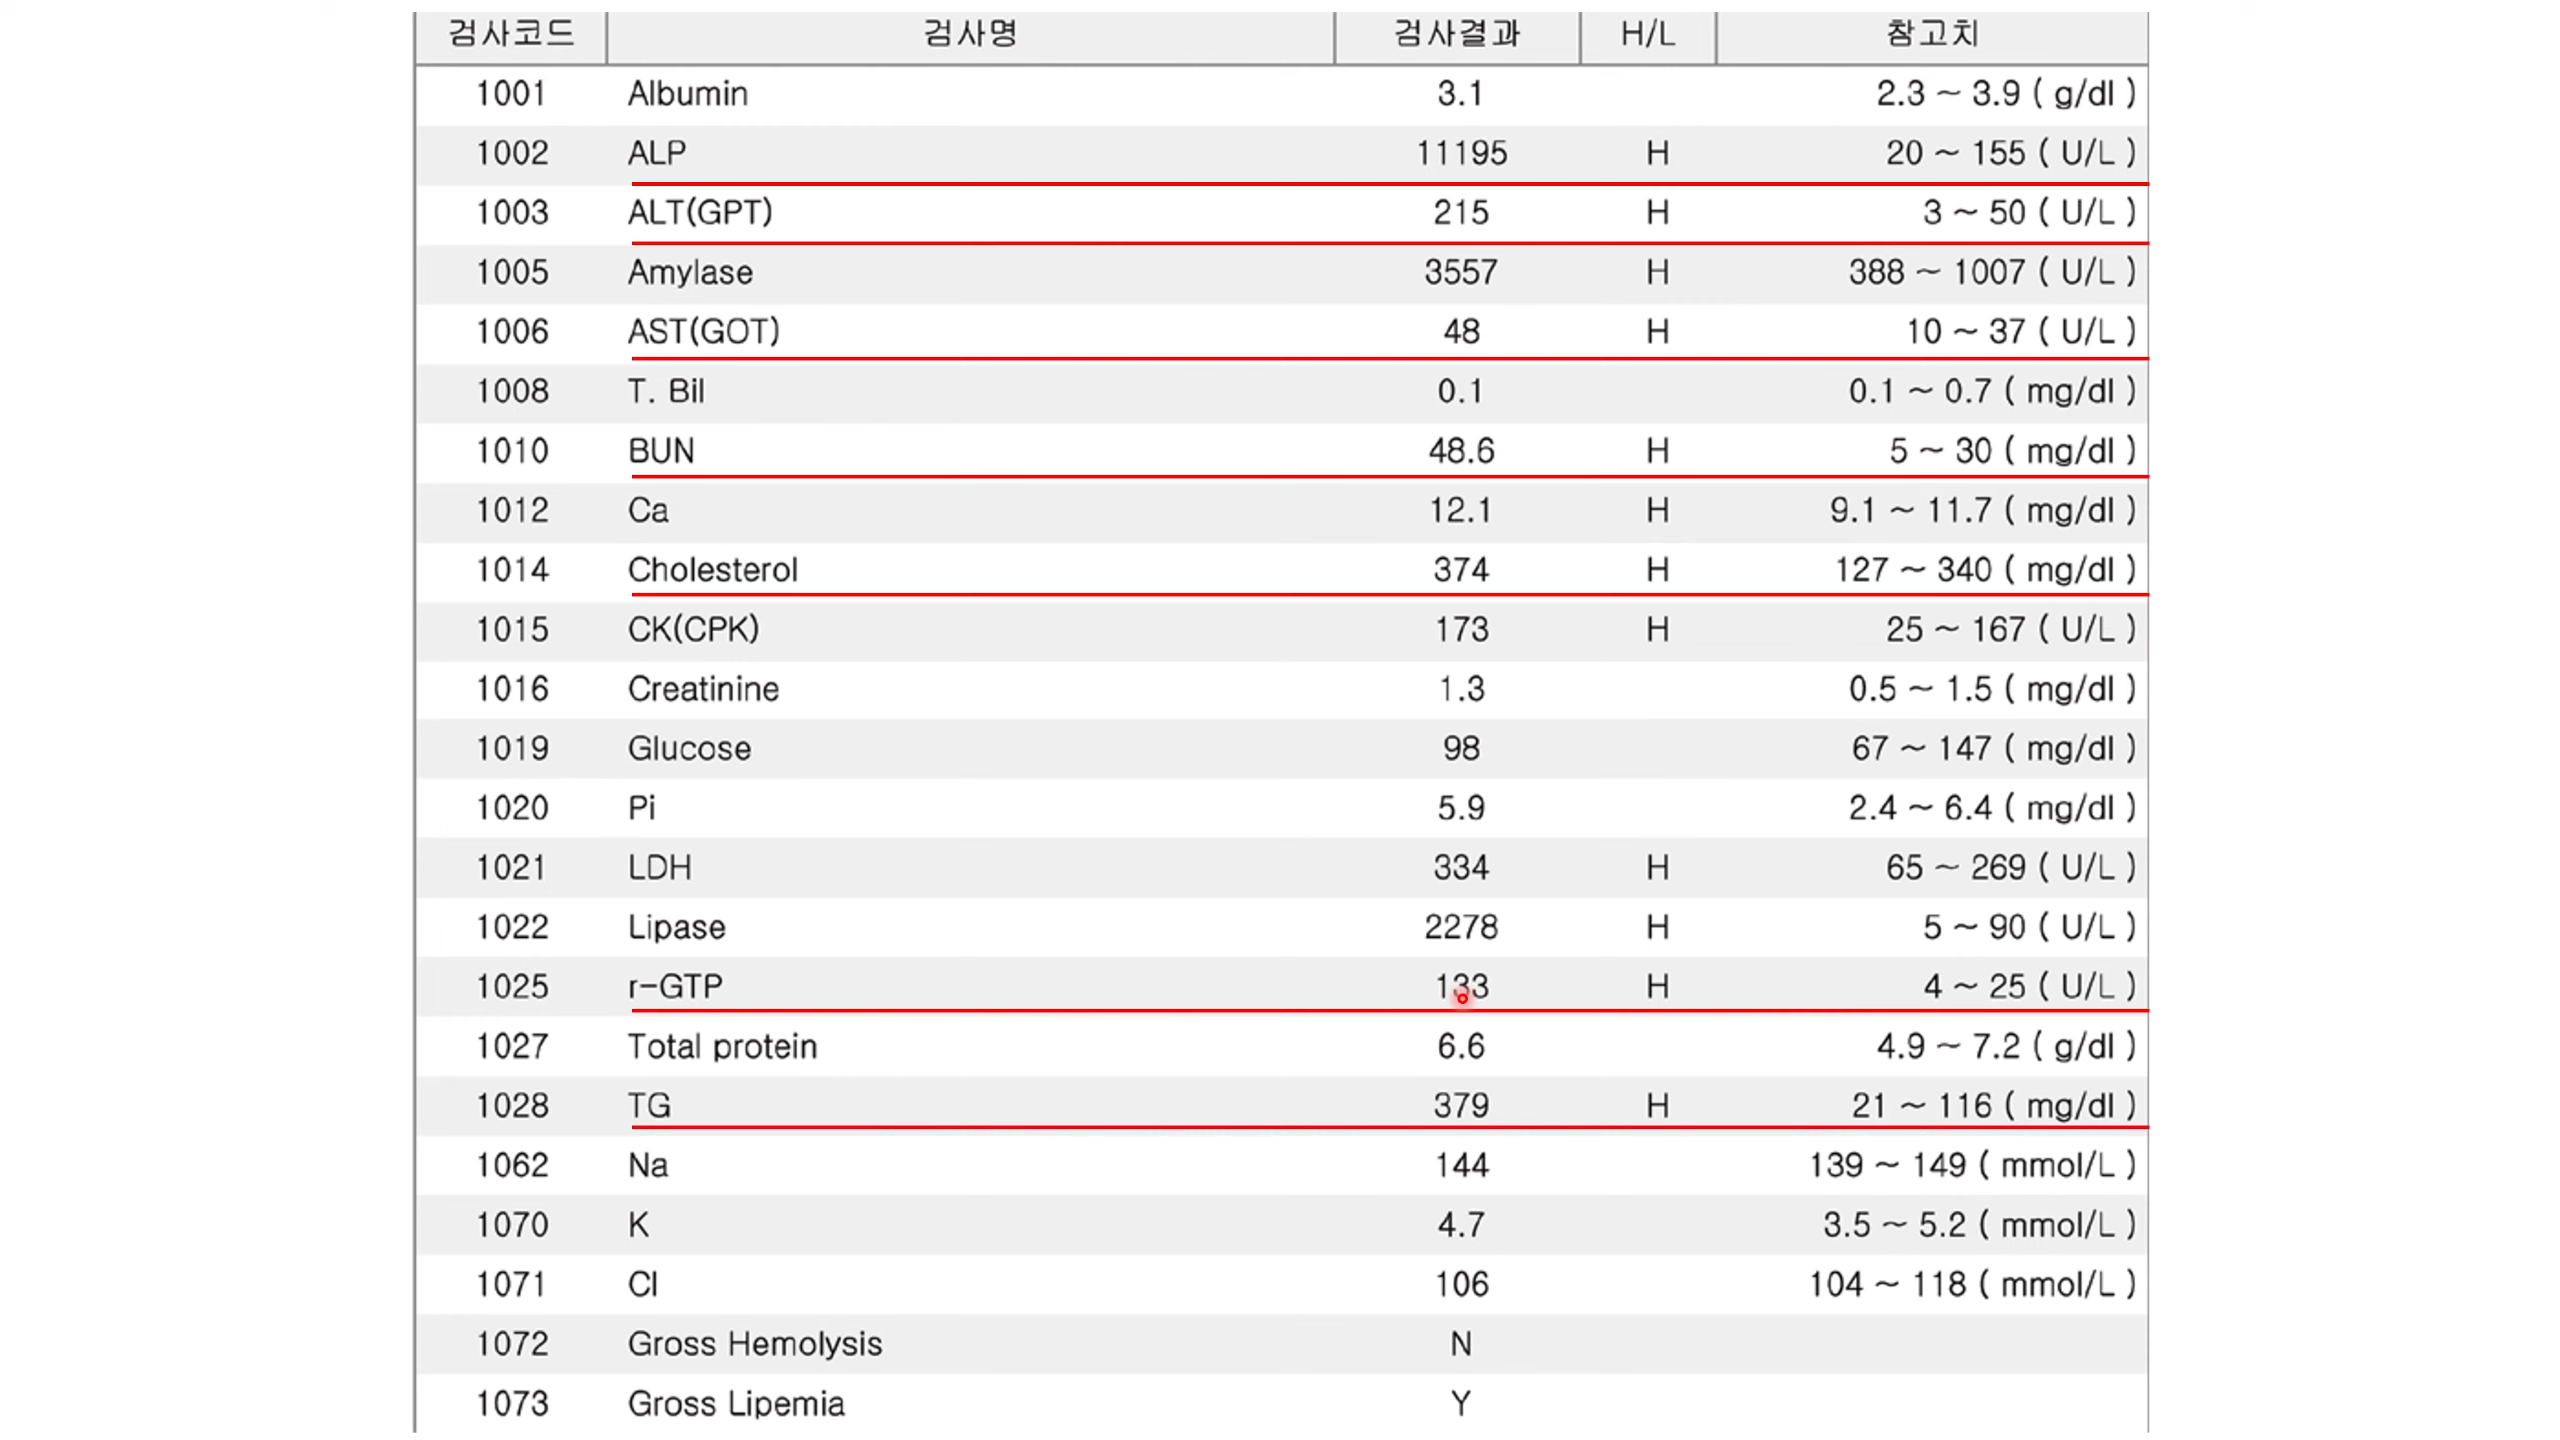 검사코드 검사명 검사결과 H/L 참고치
1001 Albumin 3.1 2.3 ~ 3.9 ( g/dl )
1002 ALP 11195 H 20 ~ 155 ( U/L )
1003 ALT(GPT) 215 H 3 ~ 50 ( U/L )
1005 Amylase 3557 H 388 ~ 1007 ( U/L )
1006 AST(GOT) 48 H 10 ~ 37 ( U/L )
1008 T. Bil 0.1 0.1 ~ 0.7 ( mg/dl )
1010 BUN 48.6 H 5 ~ 30 ( mg/dl )
1012 Ca 12.1 H 9.1 ~ 11.7 ( mg/dl )
1014 Cholesterol 374 H 127 ~ 340 ( mg/dl )
1015 CK(CPK) 173 H 25 ~ 167 ( U/L )
1016 Creatinine 1.3 0.5 ~ 1.5 ( mg/dl )
1019 Glucose 98 67 ~ 147 ( mg/dl )
1020 Pi 5.9 2.4 ~ 6.4 ( mg/dl )
1021 LDH 334 H 65 ~ 269 ( U/L )
1022 Lipase 2278 H 5 ~ 90 ( U/L )
1025 r-GTP 133 H 4 ~ 25 ( U/L )
1027 Total protein 6.6 4.9 ~ 7.2 ( g/dl )
1028 TG 379 H 21 ~ 116 ( mg/dl )
1062 Na 144 139 ~ 149 ( mmol/L )
1070 K 4.7 3.5 ~ 5.2 ( mmol/L )
1071 Cl 106 104 ~ 118 ( mmol/L )
1072 Gross Hemolysis N
1073 Gross Lipemia Y